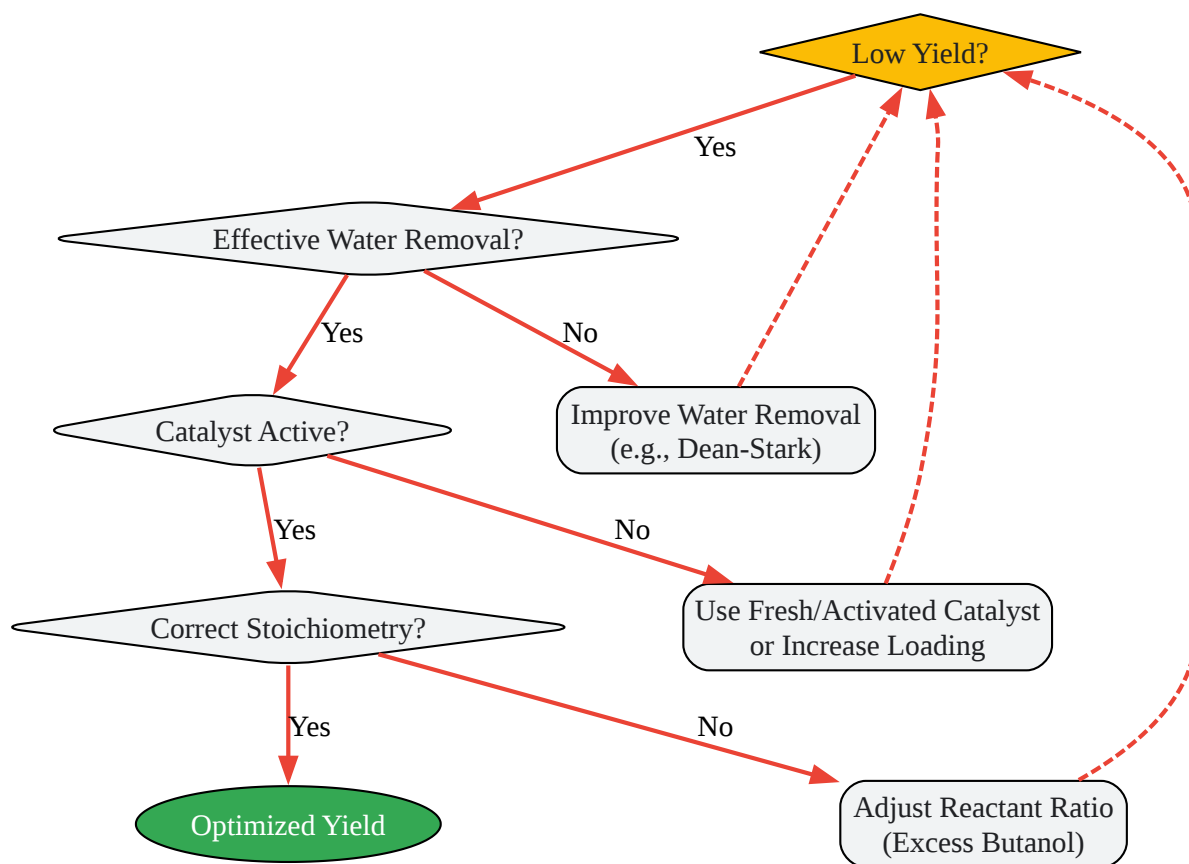 Low Yield?
Yes
Effective Water Removal?
Yes
No
Improve Water Removal
(e.g., Dean-Stark)
Catalyst Active?
Yes
No
Use Fresh/Activated Catalyst
or Increase Loading
Correct Stoichiometry?
Yes
No
Adjust Reactant Ratio
(Excess Butanol)
Optimized Yield